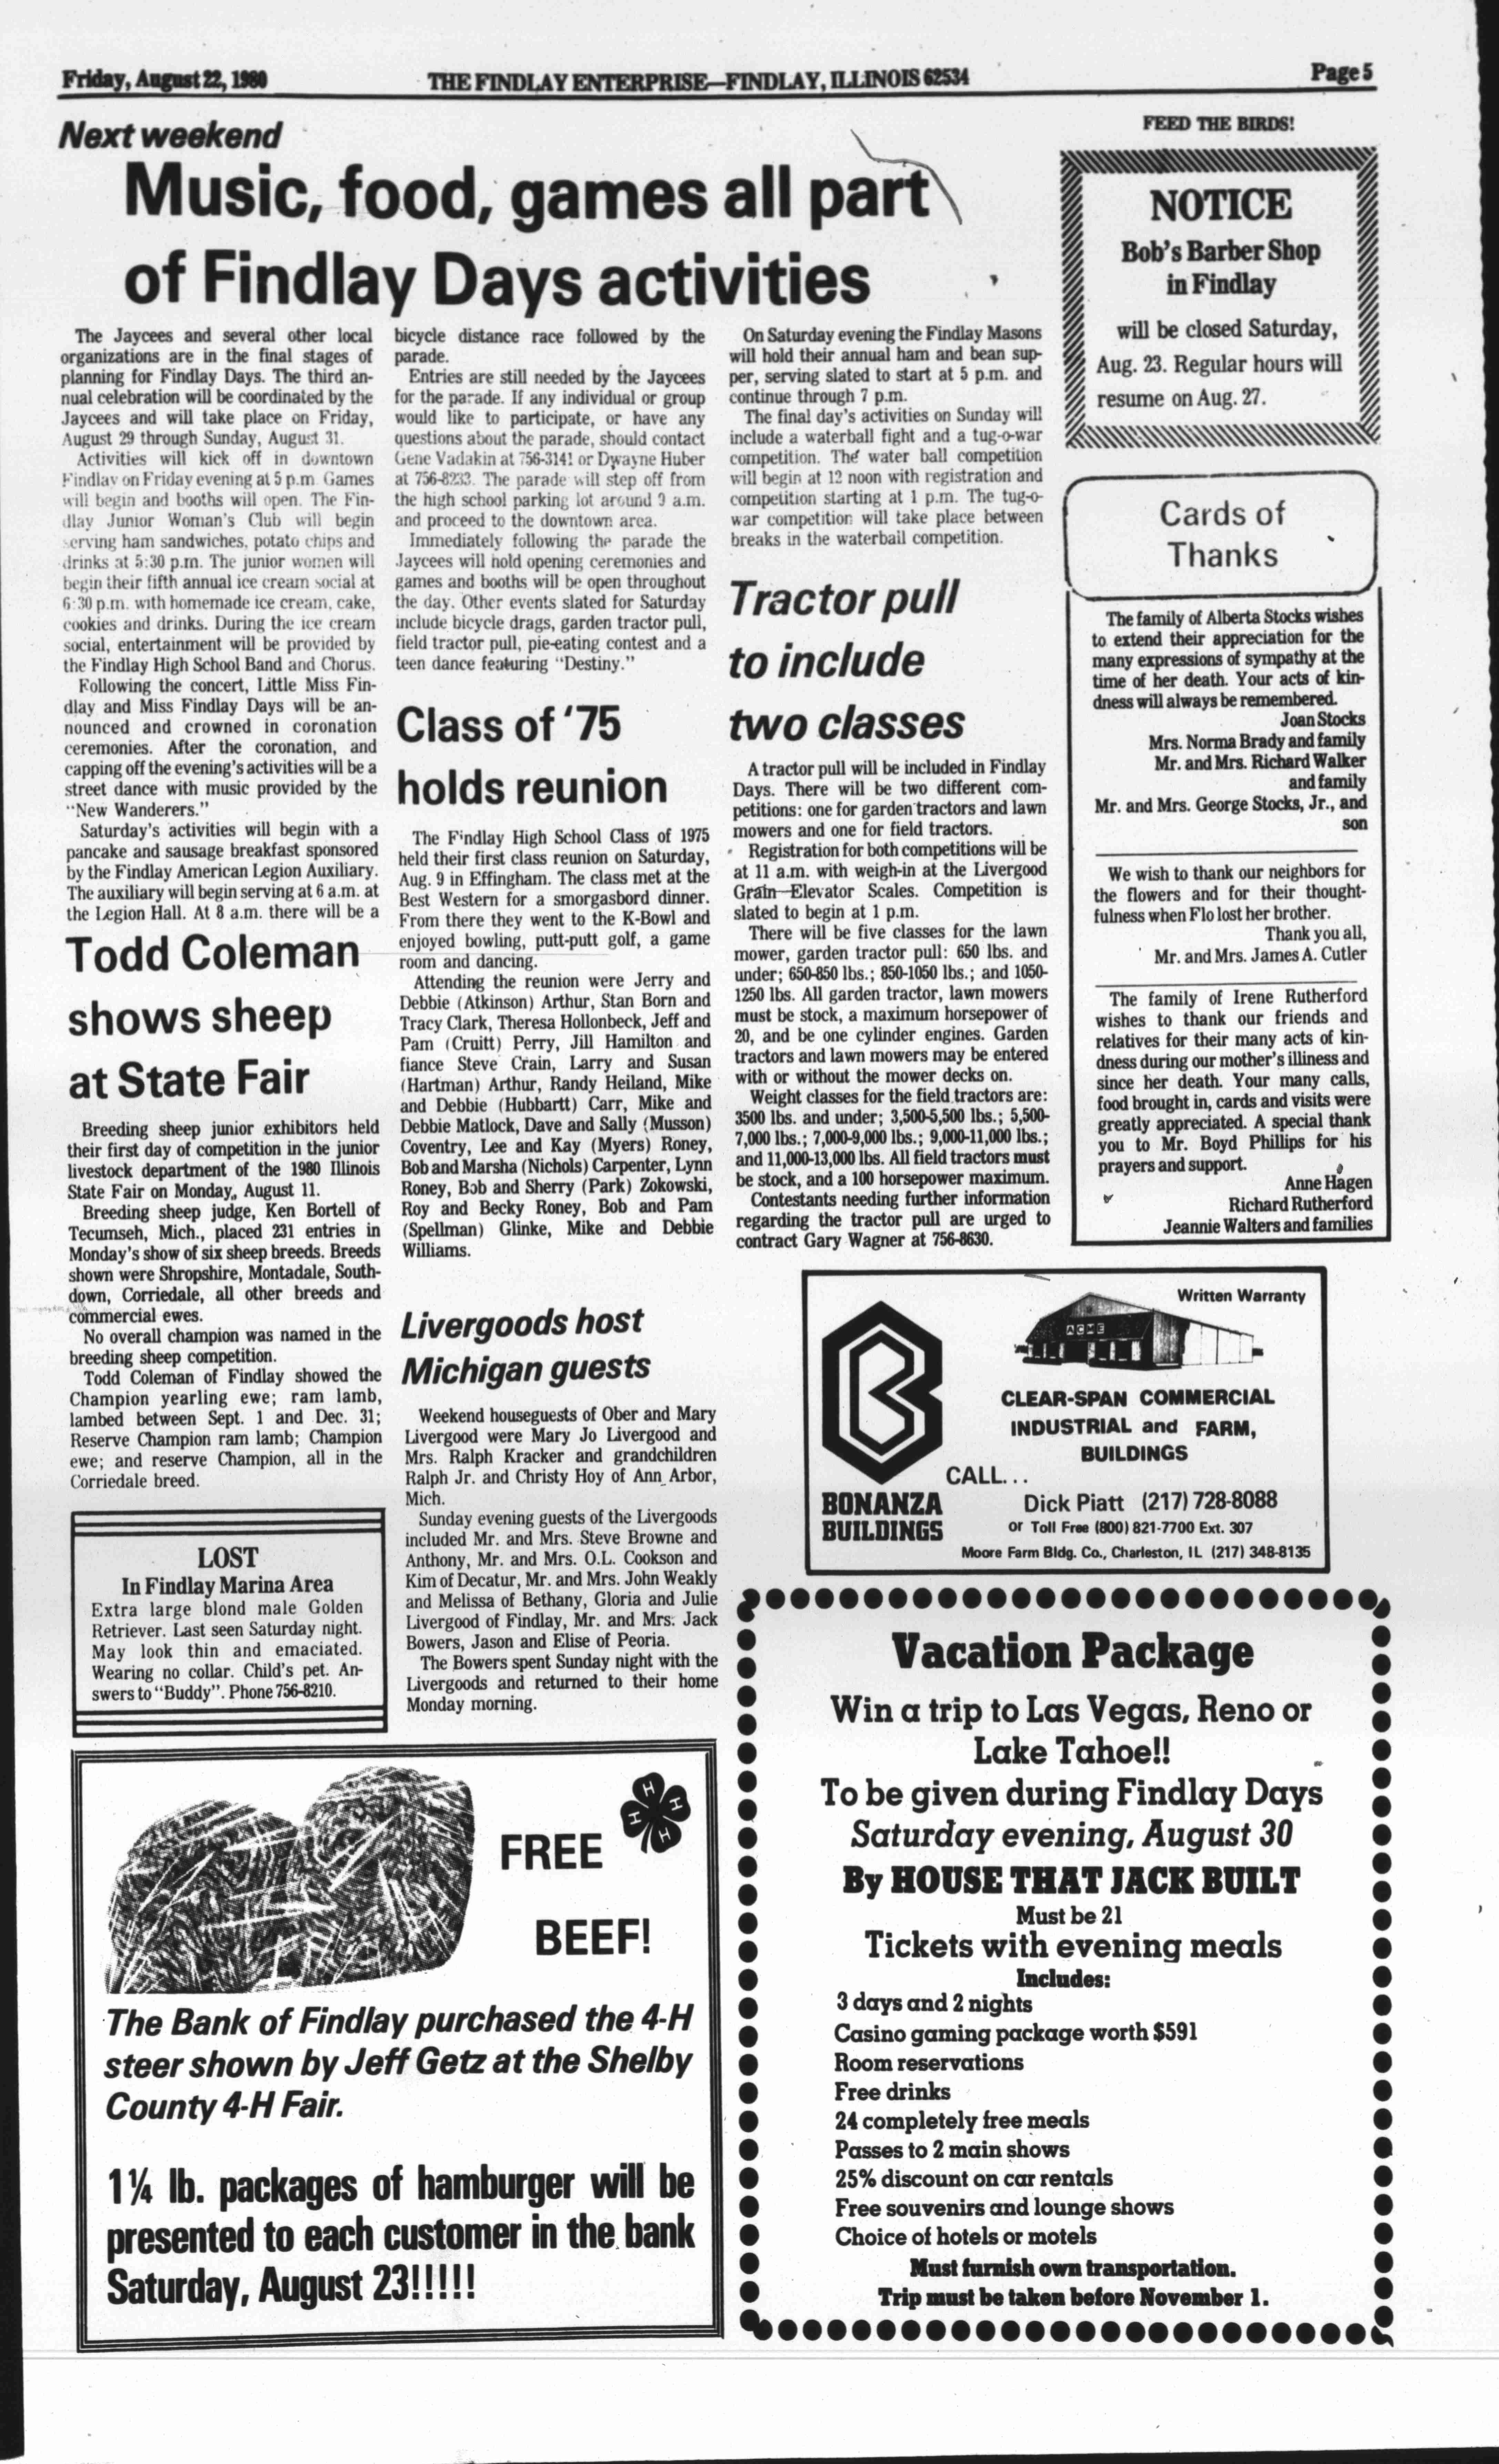 Friday, August 22, 1980
THE FINDLAY ENTERPRISE—FINDLAY, ILLINOIS 62534
Page 5
Next weekend
Music, food, games all part
of Findlay Days activities
The Jaycees and several other local
organizations are in the final stages of
planning for Findlay Days. The third an-
nual celebration will be coordinated by the
Jaycees and will take place on Friday,
August 29 through Sunday, August 31.
Activities will kick off in downtown
Findlay on Friday evening at 5 p.m. Games
will begin and booths will open. The Fin-
dlay Junior Woman's Club will begin
serving ham sandwiches, potato chips and
drinks at 5:30 p.m. The junior women will
begin their fifth annual ice cream social at
6:30 p.m. with homemade ice cream, cake,
cookies and drinks. During the ice cream
social, entertainment will be provided by
the Findlay High School Band and Chorus.
Following the concert, Little Miss Fin-
dlay and Miss Findlay Days will be an-
nounced and crowned in coronation
ceremonies. After the coronation, and
capping off the evening's activities will be a
street dance with music provided by the
"New Wanderers."
Saturday's activities will begin with a
pancake and sausage breakfast sponsored
by the Findlay American Legion Auxiliary.
The auxiliary will begin serving at 6 a.m. at
the Legion Hall. At 8 a.m. there will be a
bicycle distance race followed by the
parade.
Entries are still needed by the Jaycees
for the parade. If any individual or group
would like to participate, or have any
questions about the parade, should contact
Gene Vadakin at 756-3141 or Dwayne Huber
at 756-8233. The parade will step off from
the high school parking lot around 9 a.m.
and proceed to the downtown area.
Immediately following the parade the
Jaycees will hold opening ceremonies and
games and booths will be open throughout
the day. Other events slated for Saturday
include bicycle drags, garden tractor pull,
field tractor pull, pie-eating contest and a
teen dance featuring "Destiny."
On Saturday evening the Findlay Masons
will hold their annual ham and bean sup-
per, serving slated to start at 5 p.m. and
continue through 7 p.m.
The final day's activities on Sunday will
include a waterball fight and a tug-o-war
competition. The water ball competition
will begin at 12 noon with registration and
competition starting at 1 p.m. The tug-o-
war competition will take place between
breaks in the waterball competition.
Todd Coleman
shows sheep
at State Fair
Breeding sheep junior exhibitors held
their first day of competition in the junior
livestock department of the 1980 Illinois
State Fair on Monday, August 11.
Breeding sheep judge, Ken Bortell of
Tecumseh, Mich., placed 231 entries in
Monday's show of six sheep breeds. Breeds
shown were Shropshire, Montadale, South-
down, Corriedale, all other breeds and
commercial ewes.
No overall champion was named in the
breeding sheep competition.
Todd Coleman of Findlay showed the
Champion yearling ewe; ram lamb,
lambed between Sept. 1 and Dec. 31;
Reserve Champion ram lamb; Champion
ewe; and reserve Champion, all in the
Corriedale breed.
LOST
In Findlay Marina Area
Extra large blond male Golden
Retriever. Last seen Saturday night.
May look thin and emaciated.
Wearing no collar. Child's pet. An-
swers to "Buddy". Phone 756-8210.
Class of '75
holds reunion
The Findlay High School Class of 1975
held their first class reunion on Saturday,
Aug. 9 in Effingham. The class met at the
Best Western for a smorgasbord dinner.
From there they went to the K-Bowl and
enjoyed bowling, putt-putt golf, a game
room and dancing.
Attending the reunion were Jerry and
Debbie (Atkinson) Arthur, Stan Born and
Tracy Clark, Theresa Hollonbeck, Jeff and
Pam (Cruitt) Perry, Jill Hamilton and
fiance Steve Crain, Larry and Susan
(Hartman) Arthur, Randy Heiland, Mike
and Debbie (Hubbartt) Carr, Mike and
Debbie Matlock, Dave and Sally (Musson)
Coventry, Lee and Kay (Myers) Roney,
Bob and Marsha (Nichols) Carpenter, Lynn
Roney, Bob and Sherry (Park) Zokowski,
Roy and Becky Roney, Bob and Pam
(Spellman) Glinke, Mike and Debbie
Williams.
Livergoods host
Michigan guests
Weekend houseguests of Ober and Mary
Livergood were Mary Jo Livergood and
Mrs. Ralph Kracker and grandchildren
Ralph Jr. and Christy Hoy of Ann Arbor,
Mich.
Sunday evening guests of the Livergoods
included Mr. and Mrs. Steve Browne and
Anthony, Mr. and Mrs. O.L. Cookson and
Kim of Decatur, Mr. and Mrs. John Weakly
and Melissa of Bethany, Gloria and Julie
Livergood of Findlay, Mr. and Mrs. Jack
Bowers, Jason and Elise of Peoria.
The Bowers spent Sunday night with the
Livergoods and returned to their home
Monday morning.
Tractor pull
to include
two classes
A tractor pull will be included in Findlay
Days. There will be two different com-
petitions: one for garden tractors and lawn
mowers and one for field tractors.
Registration for both competitions will be
at 11 a.m. with weigh-in at the Livergood
Grain Elevator Scales. Competition is
slated to begin at 1 p.m.
There will be five classes for the lawn
mower, garden tractor pull: 650 lbs. and
under; 650-850 lbs.; 850-1050 lbs.; and 1050-
1250 lbs. All garden tractor, lawn mowers
must be stock, a maximum horsepower of
20, and be one cylinder engines. Garden
tractors and lawn mowers may be entered
with or without the mower decks on.
Weight classes for the field tractors are:
3500 lbs. and under; 3,500-5,500 lbs.; 5,500-
7,000 lbs.; 7,000-9,000 lbs.; 9,000-11,000 lbs.;
and 11,000-13,000 lbs. All field tractors must
be stock, and a 100 horsepower maximum.
Contestants needing further information
regarding the tractor pull are urged to
contract Gary Wagner at 756-8630.
FEED THE BIRDS!
NOTICE
Bob's Barber Shop
in Findlay
will be closed Saturday,
Aug. 23. Regular hours will
resume on Aug. 27.
Cards of
Thanks
The family of Alberta Stocks wishes
to extend their appreciation for the
many expressions of sympathy at the
time of her death. Your acts of kin-
dness will always be remembered.
Joan Stocks
Mrs. Norma Brady and family
Mr. and Mrs. Richard Walker
and family
Mr. and Mrs. George Stocks, Jr., and
son
We wish to thank our neighbors for
the flowers and for their thought-
fulness when Flo lost her brother.
Thank you all,
Mr. and Mrs. James A. Cutler
The family of Irene Rutherford
wishes to thank our friends and
relatives for their many acts of kin-
dness during our mother's illiness and
since her death. Your many calls,
food brought in, cards and visits were
greatly appreciated. A special thank
you to Mr. Boyd Phillips for his
prayers and support.
Anne Hagen
Richard Rutherford
Jeannie Walters and families
Written Warranty
ACME
CLEAR-SPAN COMMERCIAL
INDUSTRIAL and FARM,
BUILDINGS
CALL...
B
BONANZA
BUILDINGS
Dick Piatt (217) 728-8088
or Toll Free (800) 821-7700 Ext. 307
Moore Farm Bldg. Co., Charleston, IL (217) 348-8135
FREE
BEEF!
H H H H
The Bank of Findlay purchased the 4-H
steer shown by Jeff Getz at the Shelby
County 4-H Fair.
1¼ lb. packages of hamburger will be
presented to each customer in the bank
Saturday, August 23!!!!!
Vacation Package
Win a trip to Las Vegas, Reno or
Lake Tahoe!!
To be given during Findlay Days
Saturday evening, August 30
By HOUSE THAT JACK BUILT
Must be 21
Tickets with evening meals
Includes:
3 days and 2 nights
Casino gaming package worth $591
Room reservations
Free drinks
24 completely free meals
Passes to 2 main shows
25% discount on car rentals
Free souvenirs and lounge shows
Choice of hotels or motels
Must furnish own transportation.
Trip must be taken before November 1.